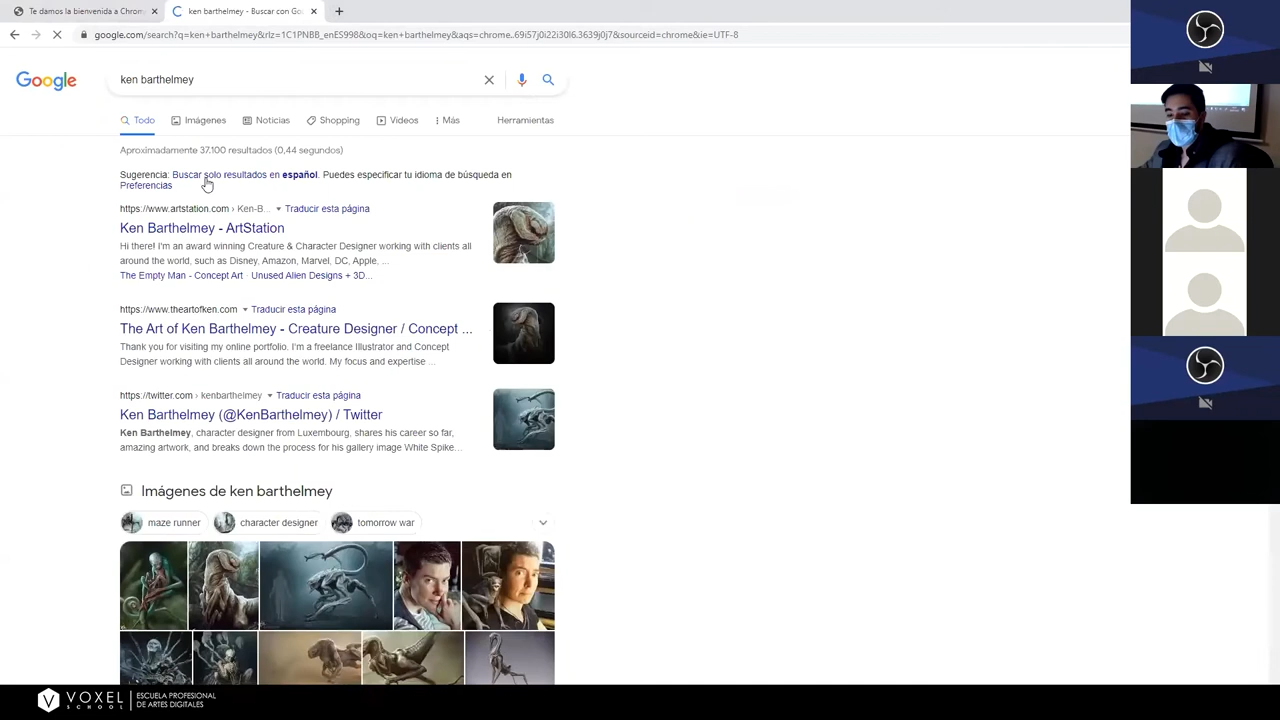 Te damos la bienvenida a Chrom
ken barthelmey - Buscar con Goo
google.com/search?q=ken+barthelmey&rlz=1C1PNBB_enES998&oq=ken+barthelmey&aqs=chrome..69i57j0i22i30l6.3639j0j7&sourceid=chrome&ie=UTF-8
Google
ken barthelmey
Todo
Imágenes
Noticias
Shopping
Vídeos
Más
Herramientas
Aproximadamente 37.100 resultados (0,44 segundos)
Sugerencia: Buscar solo resultados en español. Puedes especificar tu idioma de búsqueda en
Preferencias
https://www.artstation.com › Ken-B... Traducir esta página
Ken Barthelmey - ArtStation
Hi there! I'm an award winning Creature & Character Designer working with clients all
around the world, such as Disney, Amazon, Marvel, DC, Apple, ...
The Empty Man - Concept Art · Unused Alien Designs + 3D...
https://www.theartofken.com Traducir esta página
The Art of Ken Barthelmey - Creature Designer / Concept ...
Thank you for visiting my online portfolio. I'm a freelance Illustrator and Concept
Designer working with clients all around the world. My focus and expertise ...
https://twitter.com › kenbarthelmey Traducir esta página
Ken Barthelmey (@KenBarthelmey) / Twitter
Ken Barthelmey, character designer from Luxembourg, shares his career so far,
amazing artwork, and breaks down the process for his gallery image White Spike...
Imágenes de ken barthelmey
maze runner
character designer
tomorrow war
VOXEL
SCHOOL
ESCUELA PROFESIONAL
DE ARTES DIGITALES